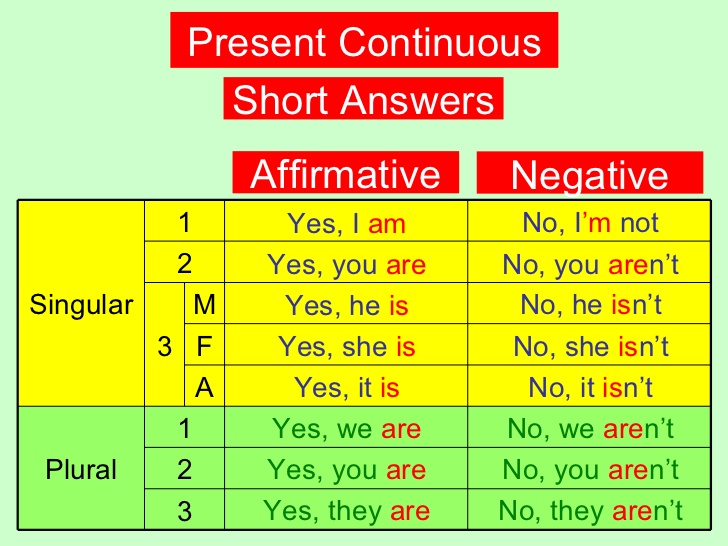 Present Continuous
Short Answers
Affirmative Negative
Singular 1 Yes, I am No, I’m not
2 Yes, you are No, you aren’t
3 M Yes, he is No, he isn’t
F Yes, she is No, she isn’t
A Yes, it is No, it isn’t
Plural 1 Yes, we are No, we aren’t
2 Yes, you are No, you aren’t
3 Yes, they are No, they aren’t